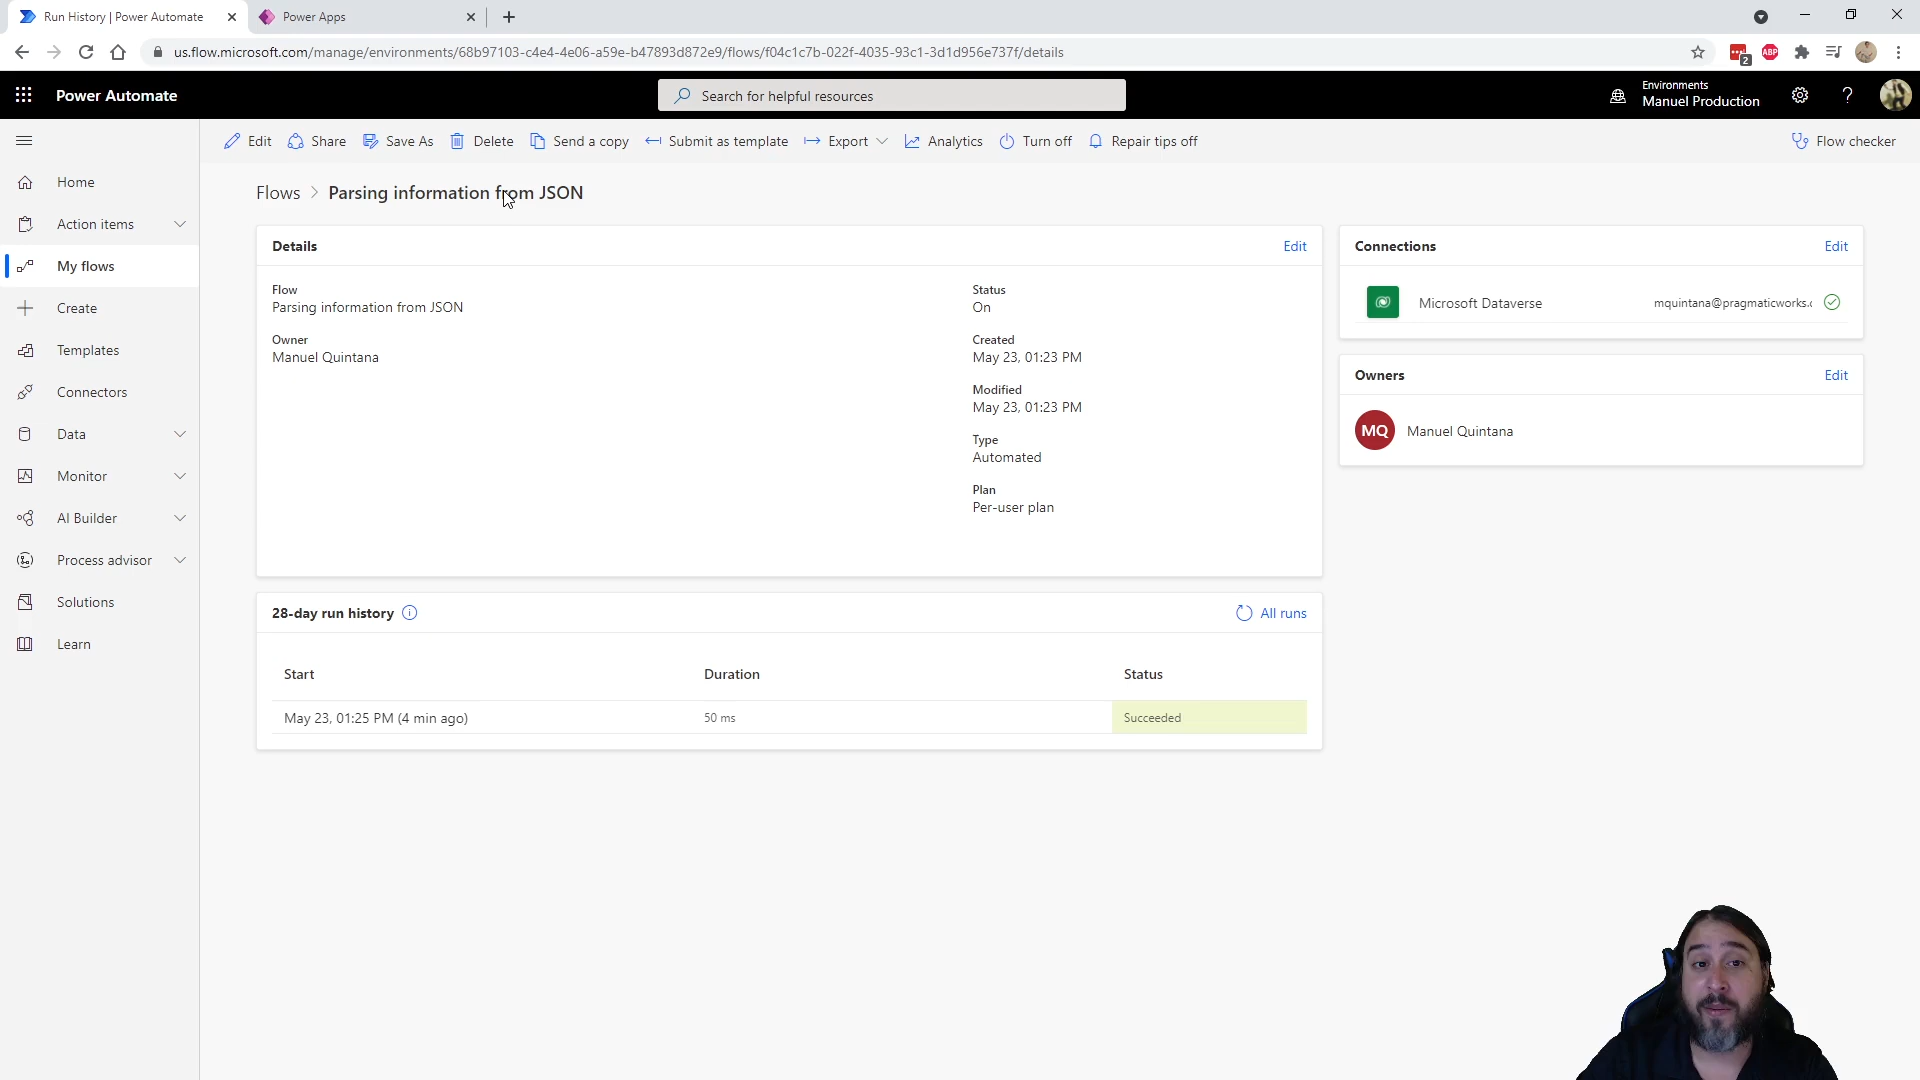 Run History | Power Automate
Power Apps
us.flow.microsoft.com/manage/environments/68b97103-c4e4-4e06-a59e-b47893d872e9/flows/f04c1c7b-022f-4035-93c1-3d1d956e737f/details
2
ABP
Power Automate
Search for helpful resources
Environments
Manuel Production
?
Edit
Share
Save As
Delete
Send a copy
Submit as template
Export
Analytics
Turn off
Repair tips off
Flow checker
Home
Action items
My flows
Create
Templates
Connectors
Data
Monitor
AI Builder
Process advisor
Solutions
Learn
Flows > Parsing information from JSON
Details
Edit
Flow
Parsing information from JSON
Owner
Manuel Quintana
Status
On
Created
May 23, 01:23 PM
Modified
May 23, 01:23 PM
Type
Automated
Plan
Per-user plan
Connections
Edit
Microsoft Dataverse
mquintana@pragmaticworks.c
Owners
Edit
MQ
Manuel Quintana
28-day run history
All runs
Start
Duration
Status
May 23, 01:25 PM (4 min ago)
50 ms
Succeeded